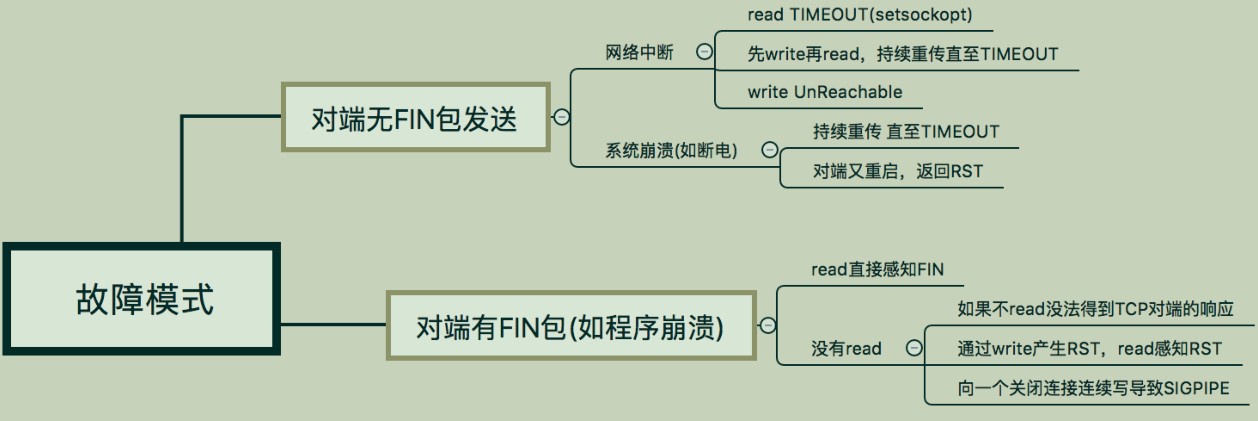 故障模式
对端无FIN包发送
网络中断
read TIMEOUT(setsockopt)
先write再read，持续重传直至TIMEOUT
write UnReachable
系统崩溃(如断电)
持续重传 直至TIMEOUT
对端又重启，返回RST
对端有FIN包(如程序崩溃)
read直接感知FIN
没有read
如果不read没法得到TCP对端的响应
通过write产生RST，read感知RST
向一个关闭连接连续写导致SIGPIPE